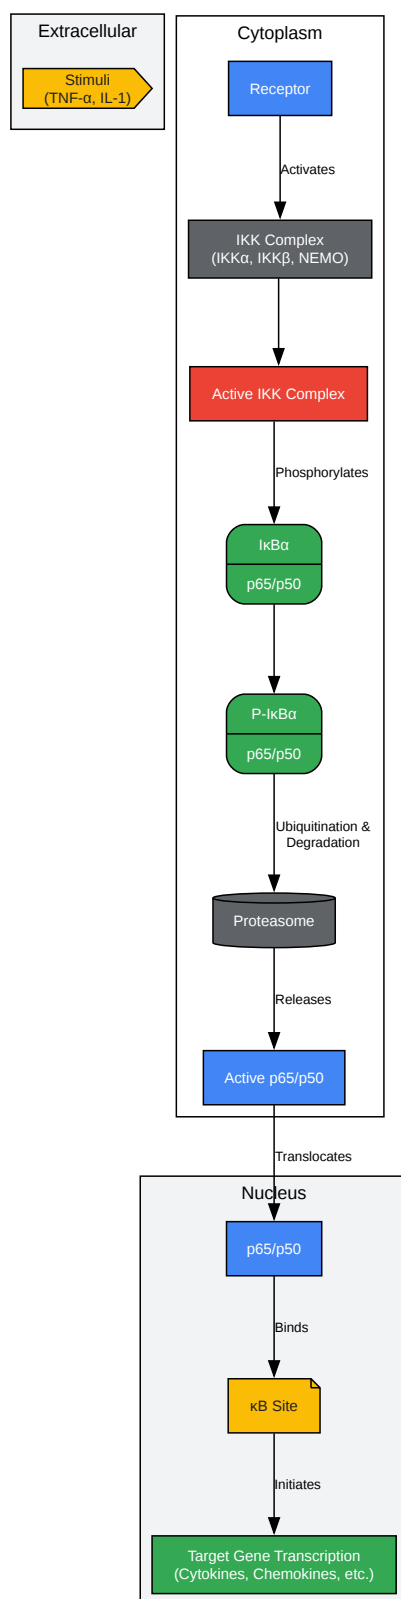 Extracellular
Stimuli
(TNF-α, IL-1)
Cytoplasm
Receptor
Activates
IKK Complex
(IKKα, IKKβ, NEMO)
Active IKK Complex
Phosphorylates
IκBα
p65/p50
P-IκBα
p65/p50
Ubiquitination &
Degradation
Proteasome
Releases
Active p65/p50
Translocates
Nucleus
p65/p50
Binds
κB Site
Initiates
Target Gene Transcription
(Cytokines, Chemokines, etc.)